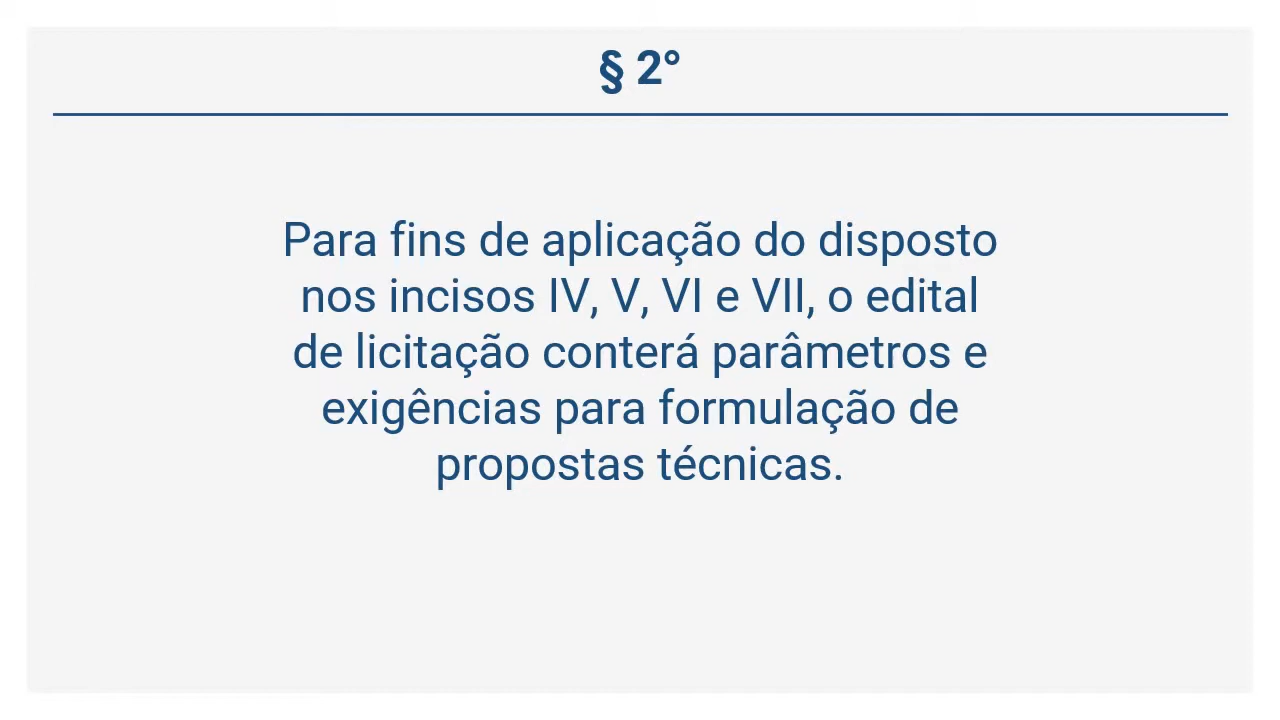 § 2°
Para fins de aplicação do disposto
nos incisos IV, V, VI e VII, o edital
de licitação conterá parâmetros e
exigências para formulação de
propostas técnicas.